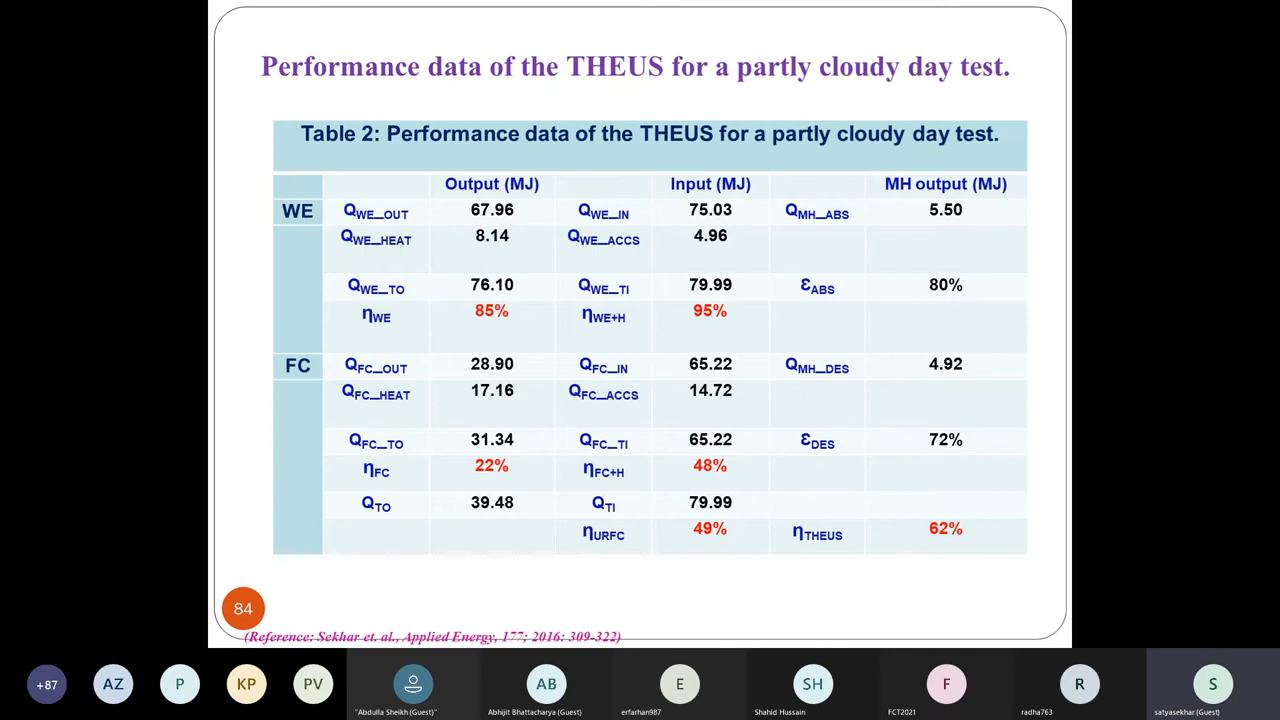 Performance data of the THEUS for a partly cloudy day test.
Table 2: Performance data of the THEUS for a partly cloudy day test.
Output (MJ) Input (MJ) MH output (MJ)
WE QWE_OUT 67.96 QWE_IN 75.03 QMH_ABS 5.50
QWE_HEAT 8.14 QWE_ACCS 4.96
QWE_TO 76.10 QWE_TI 79.99 ƐABS 80%
ηWE 85% ηWE+H 95%
FC QFC_OUT 28.90 QFC_IN 65.22 QMH_DES 4.92
QFC_HEAT 17.16 QFC_ACCS 14.72
QFC_TO 31.34 QFC_TI 65.22 ƐDES 72%
ηFC 22% ηFC+H 48%
QTO 39.48 QTI 79.99
ηURFC 49% ηTHEUS 62%
84
(Reference: Sekhar et. al., Applied Energy, 177; 2016: 309-322)
+87 AZ P KP PV AB E SH F R S
"Abdulla Sheikh (Guest)" Abhijit Bhattacharya (Guest) erfarhan987 Shahid Hussain FCT2021 radha763 satyasekhar (Guest)